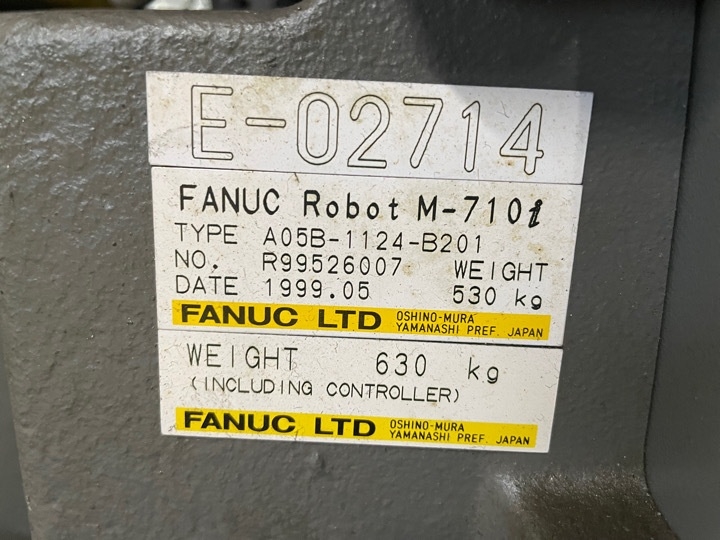 E-02714
FANUC Robot M-710i
TYPE A05B-1124-B201
NO. R99526007 WEIGHT
DATE 1999.05 530 kg
FANUC LTD OSHINO-MURA
YAMANASHI PREF. JAPAN
WEIGHT 630 kg
(INCLUDING CONTROLLER)
FANUC LTD OSHINO-MURA
YAMANASHI PREF. JAPAN